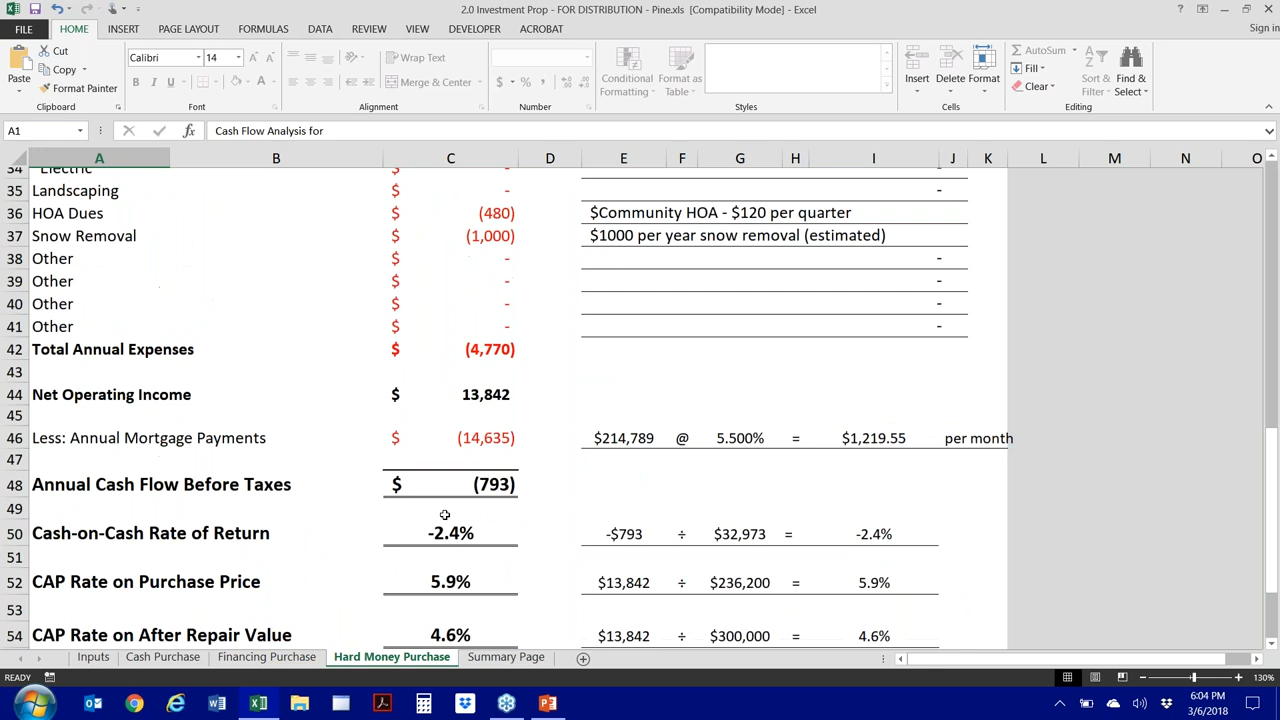 2.0 Investment Prop - FOR DISTRIBUTION - Pine.xls [Compatibility Mode] - Excel
FILE HOME INSERT PAGE LAYOUT FORMULAS DATA REVIEW VIEW DEVELOPER ACROBAT Sign in
Paste Cut Copy Format Painter Clipboard
Calibri 14 B I U A Font
Wrap Text Merge & Center Alignment
$ % , Number
Conditional Formatting Format as Table Styles
Insert Delete Format Cells
AutoSum Fill Clear Sort & Filter Find & Select Editing
A1 fx Cash Flow Analysis for
A B C D E F G H I J K L M N O
34 Electric $ - -
35 Landscaping $ - -
36 HOA Dues $ (480) $Community HOA - $120 per quarter
37 Snow Removal $ (1,000) $1000 per year snow removal (estimated)
38 Other $ - -
39 Other $ - -
40 Other $ - -
41 Other $ - -
42 Total Annual Expenses $ (4,770)
43
44 Net Operating Income $ 13,842
45
46 Less: Annual Mortgage Payments $ (14,635) $214,789 @ 5.500% = $1,219.55 per month
47
48 Annual Cash Flow Before Taxes $ (793)
49
50 Cash-on-Cash Rate of Return -2.4% -$793 ÷ $32,973 = -2.4%
51
52 CAP Rate on Purchase Price 5.9% $13,842 ÷ $236,200 = 5.9%
53
54 CAP Rate on After Repair Value 4.6% $13,842 ÷ $300,000 = 4.6%
Inputs Cash Purchase Financing Purchase Hard Money Purchase Summary Page
READY 130%
6:04 PM
3/6/2018